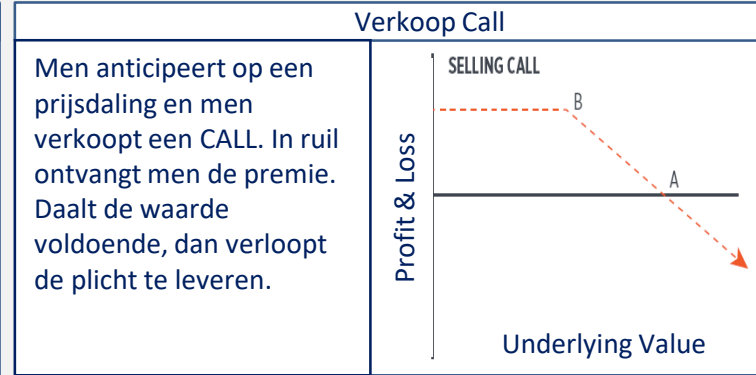 Verkoop Call
Men anticipeert op een
prijsdaling en men
verkoopt een CALL. In ruil
ontvangt men de premie.
Daalt de waarde
voldoende, dan verloopt
de plicht te leveren.
SELLING CALL
B
A
Profit & Loss
Underlying Value